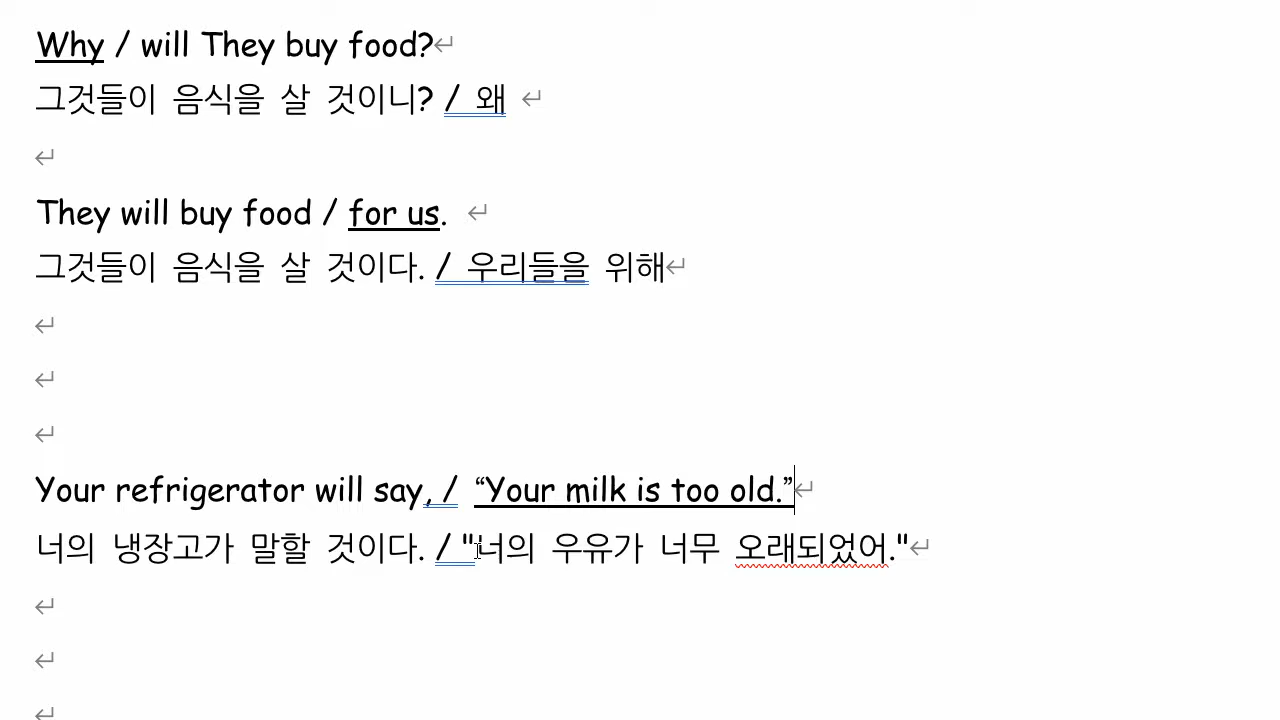 Why / will They buy food?
그것들이 음식을 살 것이니? / 왜
They will buy food / for us.
그것들이 음식을 살 것이다. / 우리들을 위해
Your refrigerator will say, / “Your milk is too old.”
너의 냉장고가 말할 것이다. / "너의 우유가 너무 오래되었어."